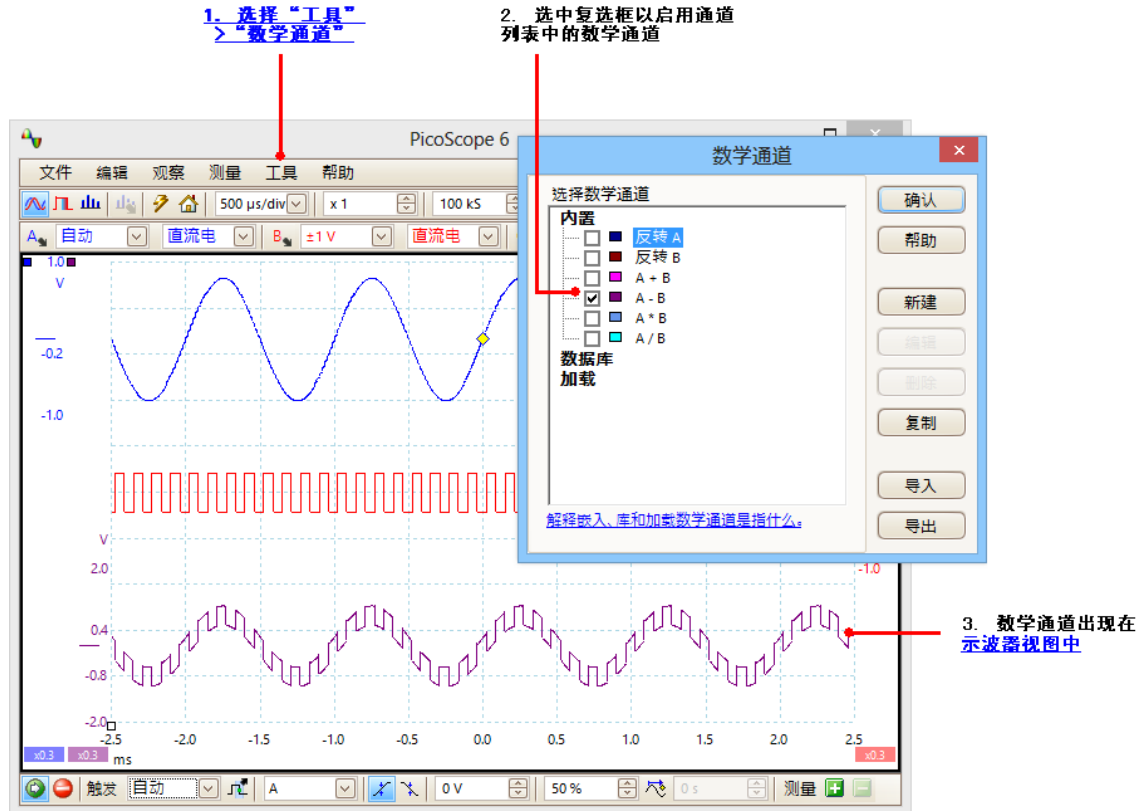 1. 选择“工具”
>“数学通道”
2. 选中复选框以启用通道
列表中的数学通道
PicoScope 6
文件 编辑 观察 测量 工具 帮助
500 µs/div x 1 100 kS
A 自动 直流电 B ±1 V 直流电
1.0
V
-0.2
-1.0
V
2.0
0.4
-0.8
-2.0
-1.0
-2.5 -2.0 -1.5 -1.0 -0.5 0.0 0.5 1.0 1.5 2.0 2.5
x0.3 x0.3 ms x0.3
触发 自动 A 0 V 50 % 0 s 测量
数学通道
选择数学通道
内置
反转 A
反转 B
A + B
A - B
A * B
A / B
数据库
加载
解释嵌入、库和加载数学通道是指什么。
确认
帮助
新建
编辑
删除
复制
导入
导出
3. 数学通道出现在
示波器视图中